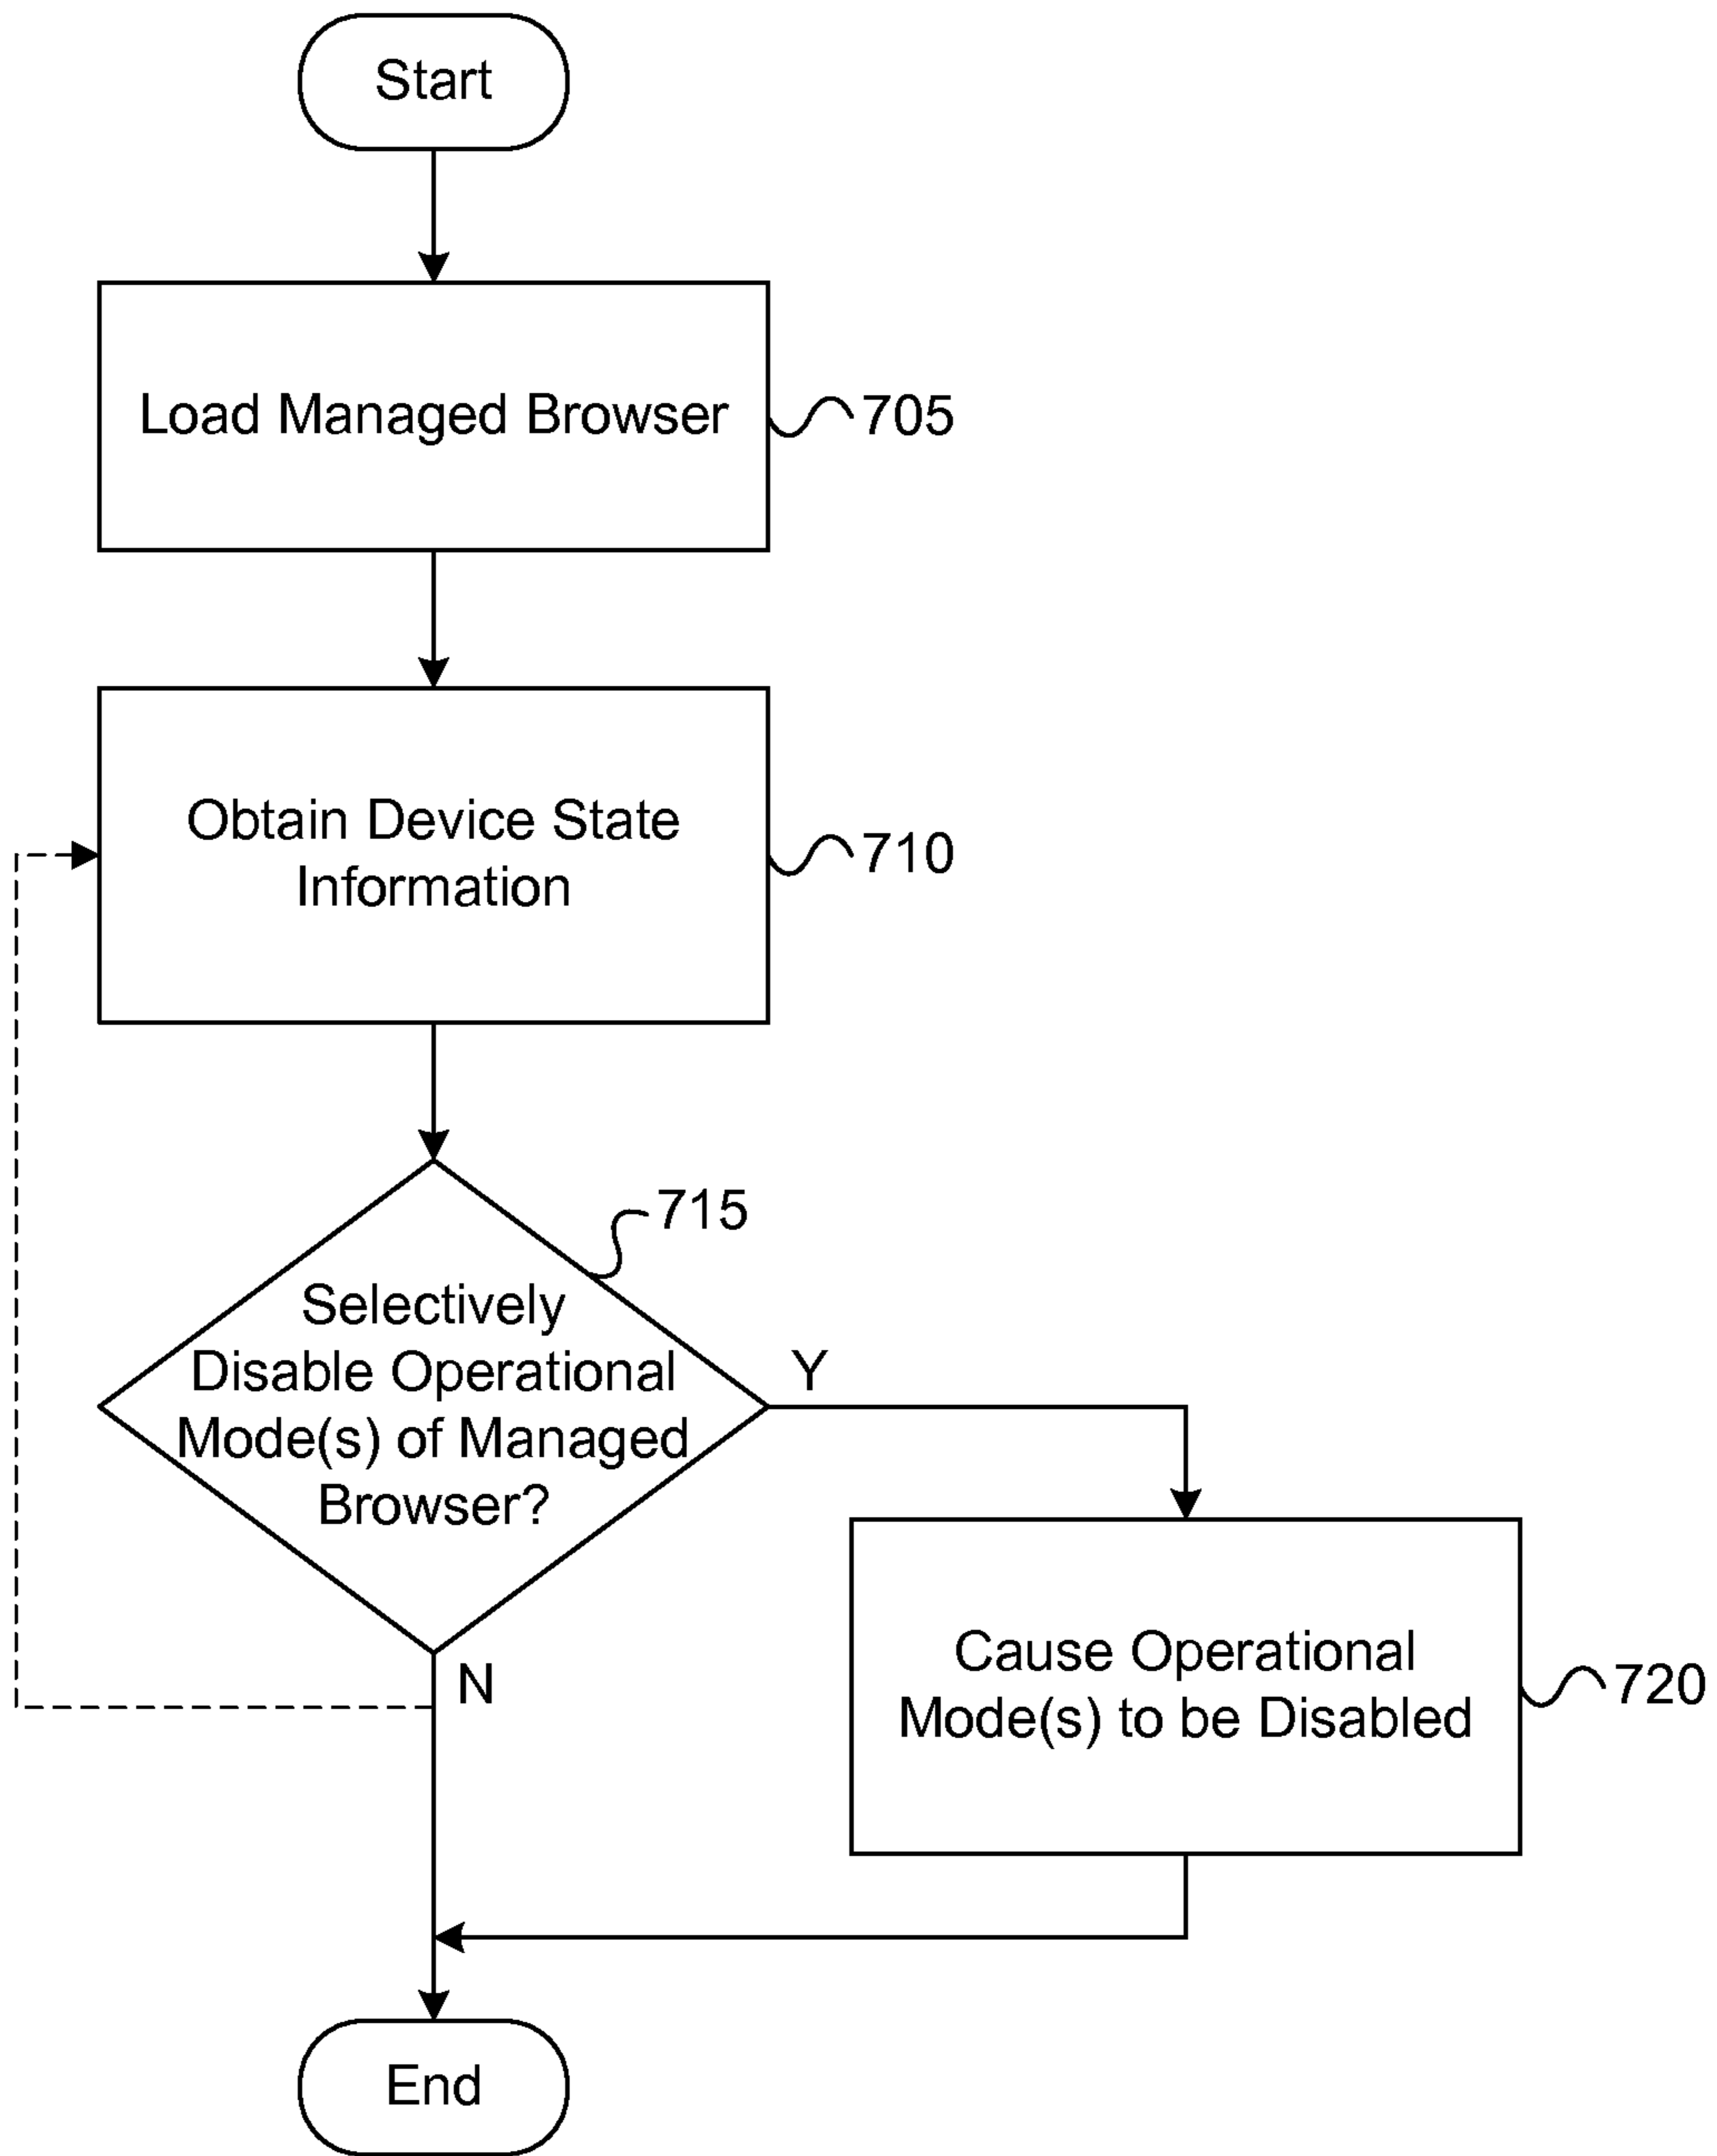 Start
Load Managed Browser
705
Obtain Device State
Information
710
715
Selectively
Disable Operational
Mode(s) of Managed
Browser?
Y
N
Cause Operational
Mode(s) to be Disabled
720
End